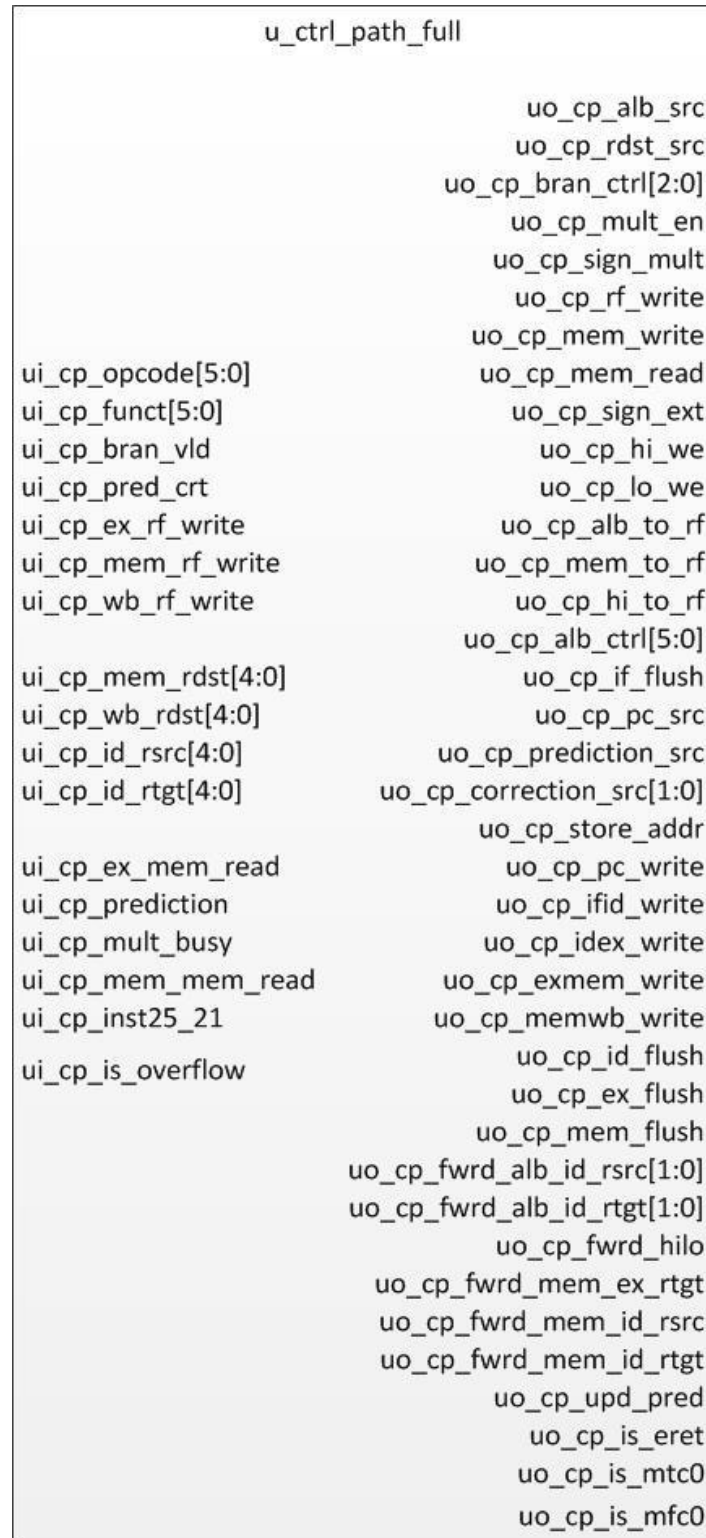 u_ctrl_path_full
uo_cp_alb_src
uo_cp_rdst_src
uo_cp_bran_ctrl[2:0]
uo_cp_mult_en
uo_cp_sign_mult
uo_cp_rf_write
uo_cp_mem_write
ui_cp_opcode[5:0] uo_cp_mem_read
ui_cp_funct[5:0] uo_cp_sign_ext
ui_cp_bran_vld uo_cp_hi_we
ui_cp_pred_crt uo_cp_lo_we
ui_cp_ex_rf_write uo_cp_alb_to_rf
ui_cp_mem_rf_write uo_cp_mem_to_rf
ui_cp_wb_rf_write uo_cp_hi_to_rf
uo_cp_alb_ctrl[5:0]
ui_cp_mem_rdst[4:0] uo_cp_if_flush
ui_cp_wb_rdst[4:0] uo_cp_pc_src
ui_cp_id_rsrc[4:0] uo_cp_prediction_src
ui_cp_id_rtgt[4:0] uo_cp_correction_src[1:0]
uo_cp_store_addr
ui_cp_ex_mem_read uo_cp_pc_write
ui_cp_prediction uo_cp_ifid_write
ui_cp_mult_busy uo_cp_idex_write
ui_cp_mem_mem_read uo_cp_exmem_write
ui_cp_inst25_21 uo_cp_memwb_write
uo_cp_id_flush
ui_cp_is_overflow
uo_cp_ex_flush
uo_cp_mem_flush
uo_cp_fwrd_alb_id_rsrc[1:0]
uo_cp_fwrd_alb_id_rtgt[1:0]
uo_cp_fwrd_hilo
uo_cp_fwrd_mem_ex_rtgt
uo_cp_fwrd_mem_id_rsrc
uo_cp_fwrd_mem_id_rtgt
uo_cp_upd_pred
uo_cp_is_eret
uo_cp_is_mtc0
uo_cp_is_mfc0